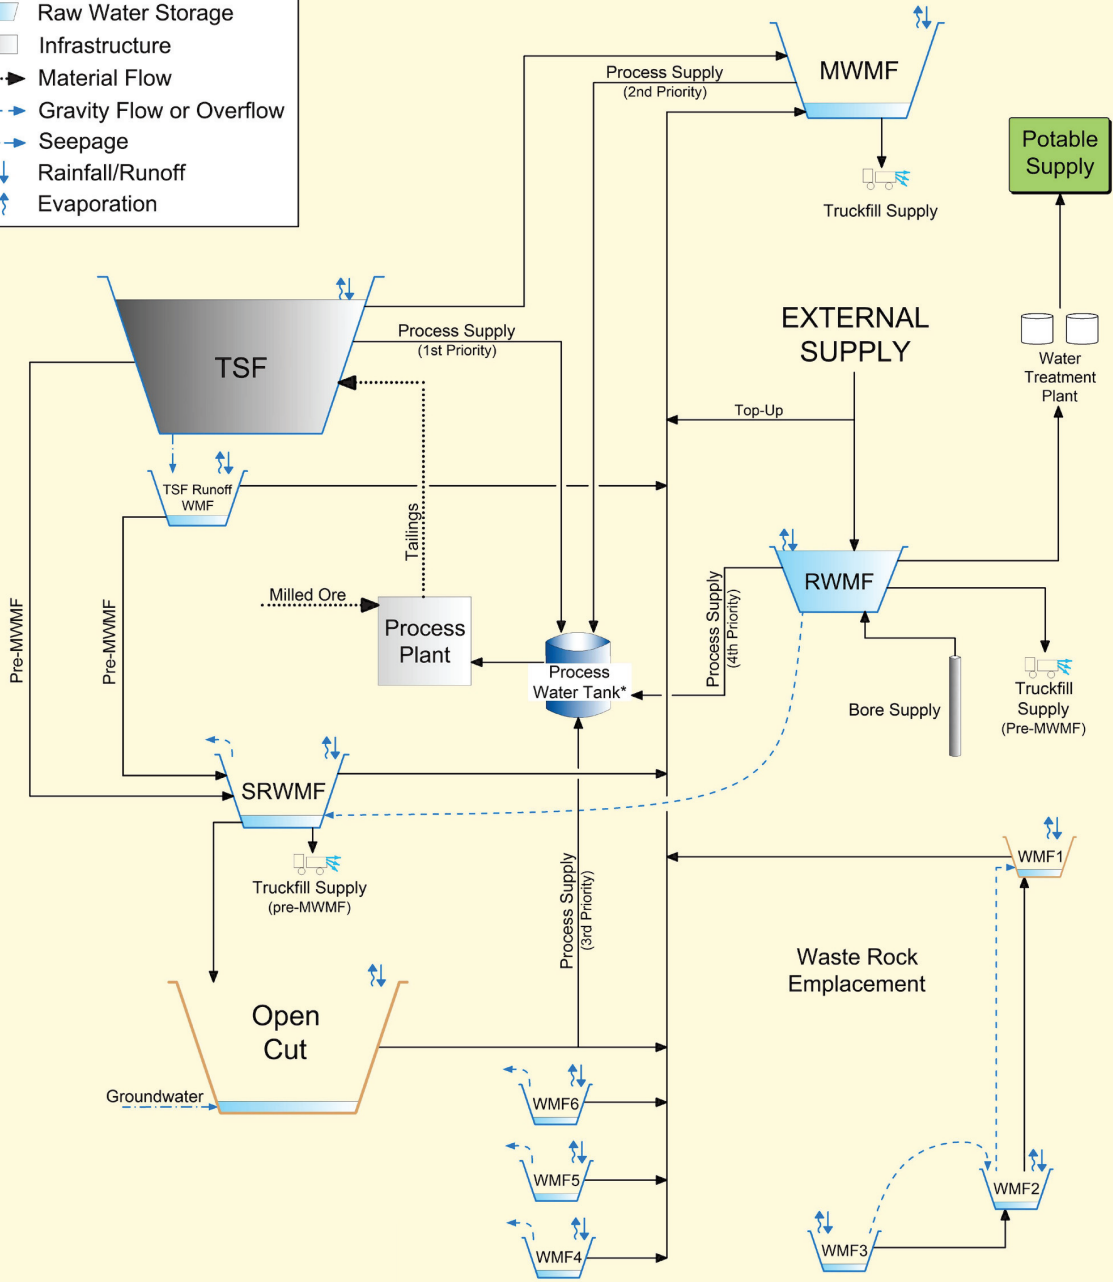 Raw Water Storage
Infrastructure
Material Flow
Gravity Flow or Overflow
Seepage
Rainfall/Runoff
Evaporation
MWMF
Process Supply
(2nd Priority)
Truckfill Supply
Potable
Supply
TSF
Process Supply
(1st Priority)
EXTERNAL
SUPPLY
Water
Treatment
Plant
Top-Up
TSF Runoff
WMF
Tailings
Milled Ore
Process
Plant
Process
Water Tank*
Process Supply
(4th Priority)
RWMF
Bore Supply
Truckfill
Supply
(Pre-MWMF)
Pre-MWMF
Pre-MWMF
SRWMF
Truckfill Supply
(pre-MWMF)
Process Supply
(3rd Priority)
WMF1
Waste Rock
Emplacement
Open
Cut
Groundwater
WMF6
WMF5
WMF4
WMF2
WMF3